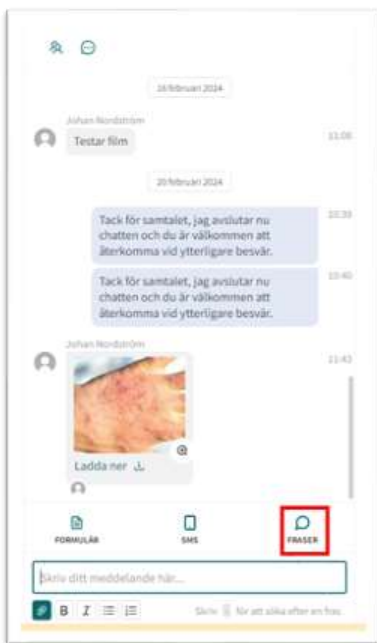 16 februari 2024
Johan Nordström
Testar film
11:06
20 februari 2024
Tack för samtalet, jag avslutar nu
chatten och du är välkommen att
återkomma vid ytterligare besvär.
10:39
Tack för samtalet, jag avslutar nu
chatten och du är välkommen att
återkomma vid ytterligare besvär.
10:40
Johan Nordström
11:43
Ladda ner
FORMULÄR
SMS
FRASER
Skriv ditt meddelande här...
B I
Skriv för att söka efter en fras